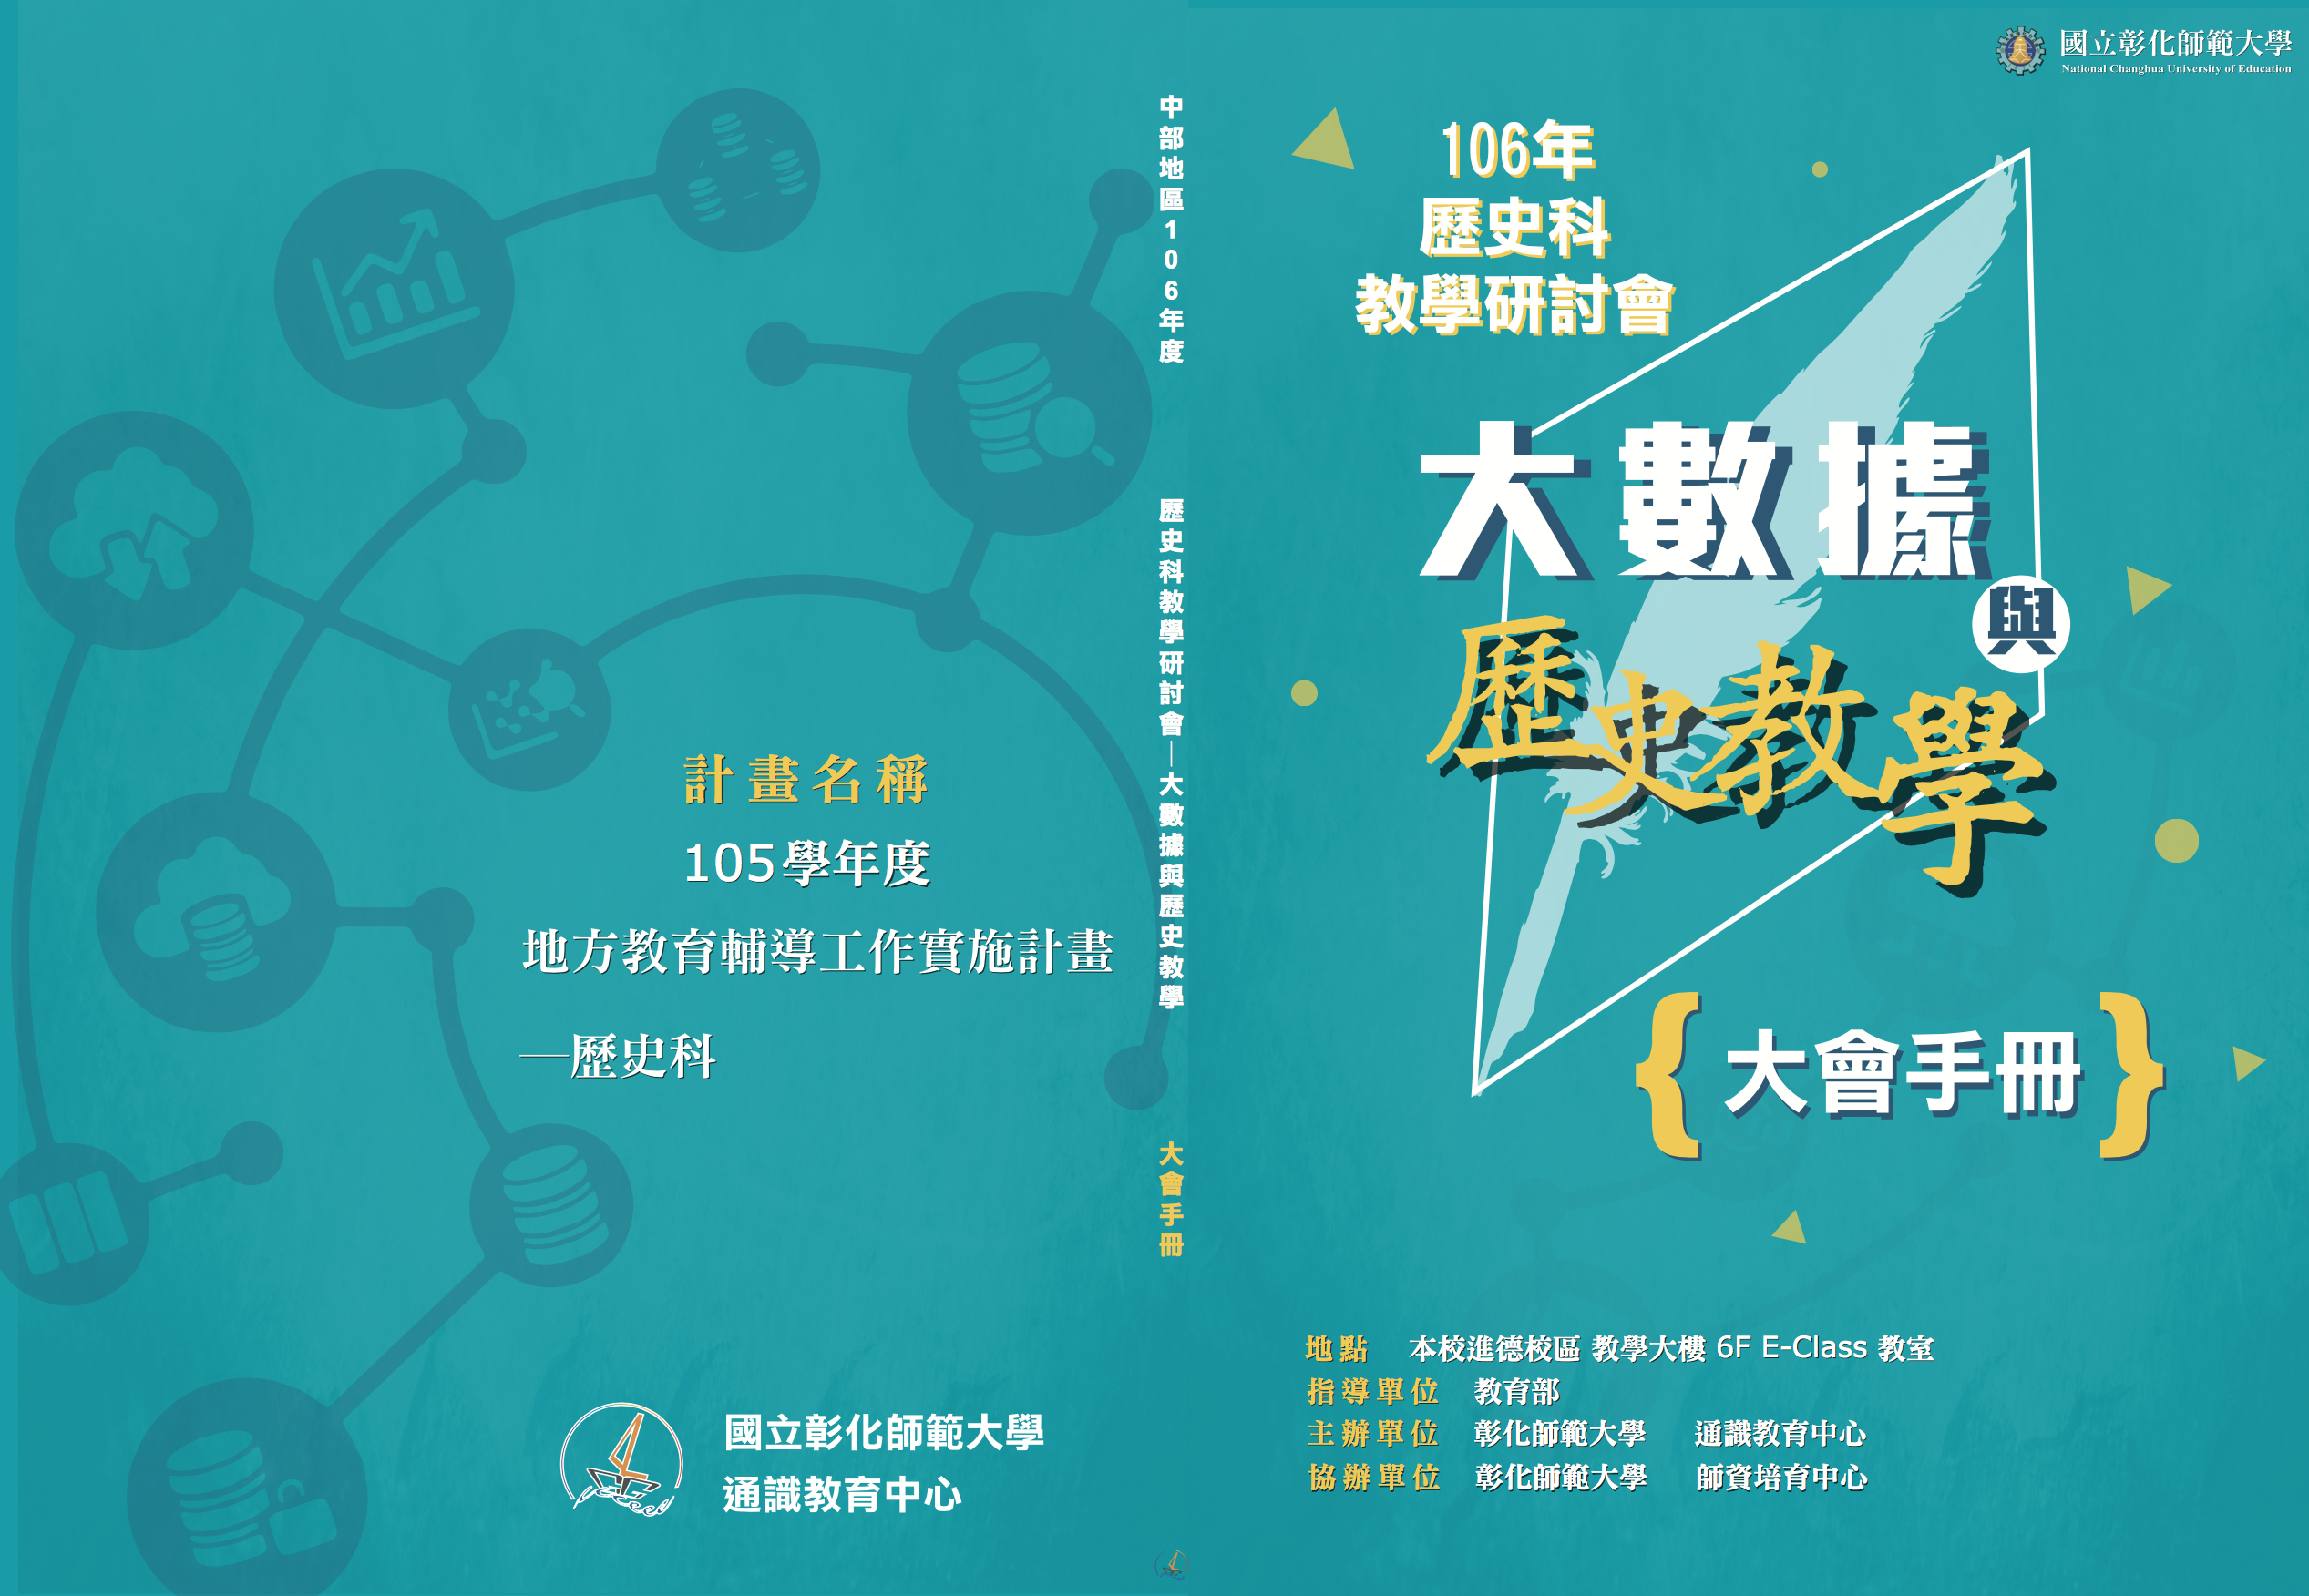 計畫名稱
105學年度
地方教育輔導工作實施計畫
—歷史科
國立彰化師範大學
通識教育中心
中部地區106年度
歷史科教學研討會—大數據與歷史教學
大會手冊
國立彰化師範大學
National Changhua University of Education
106年
歷史科
教學研討會
大數據
與
歷史教學
{大會手冊}
地點 本校進德校區 教學大樓 6F E-Class 教室
指導單位 教育部
主辦單位 彰化師範大學 通識教育中心
協辦單位 彰化師範大學 師資培育中心